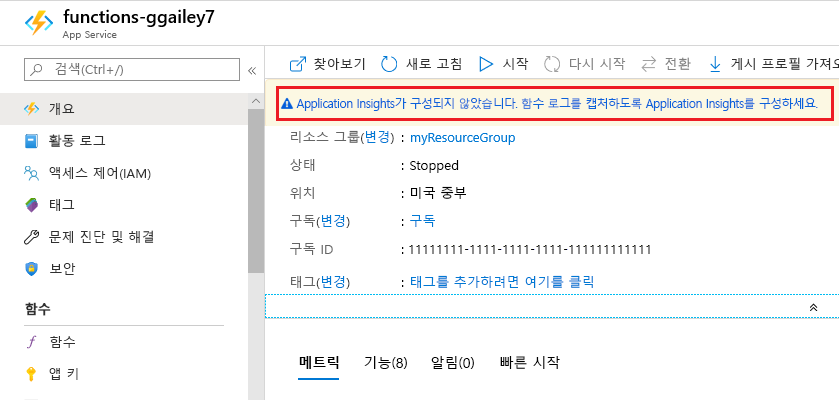 functions-ggailey7
App Service
검색(Ctrl+/)
«
개요
활동 로그
액세스 제어(IAM)
태그
문제 진단 및 해결
보안
함수
함수
앱 키
찾아보기 새로 고침 시작 다시 시작 전환 게시 프로필 가져오
Application Insights가 구성되지 않았습니다. 함수 로그를 캡처하도록 Application Insights를 구성하세요.
리소스 그룹(변경) : myResourceGroup
상태 : Stopped
위치 : 미국 중부
구독(변경) : 구독
구독 ID : 11111111-1111-1111-1111-111111111111
태그(변경) : 태그를 추가하려면 여기를 클릭
메트릭 기능(8) 알림(0) 빠른 시작